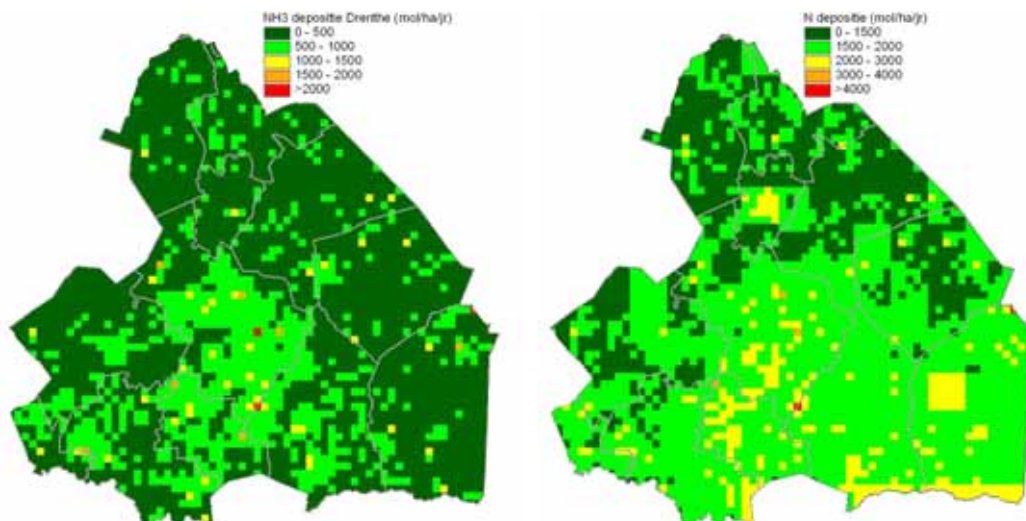 NH3 depositie Drenthe (mol/ha/jr)
0 - 500
500 - 1000
1000 - 1500
1500 - 2000
>2000
N depositie (mol/ha/jr)
0 - 1500
1500 - 2000
2000 - 3000
3000 - 4000
>4000